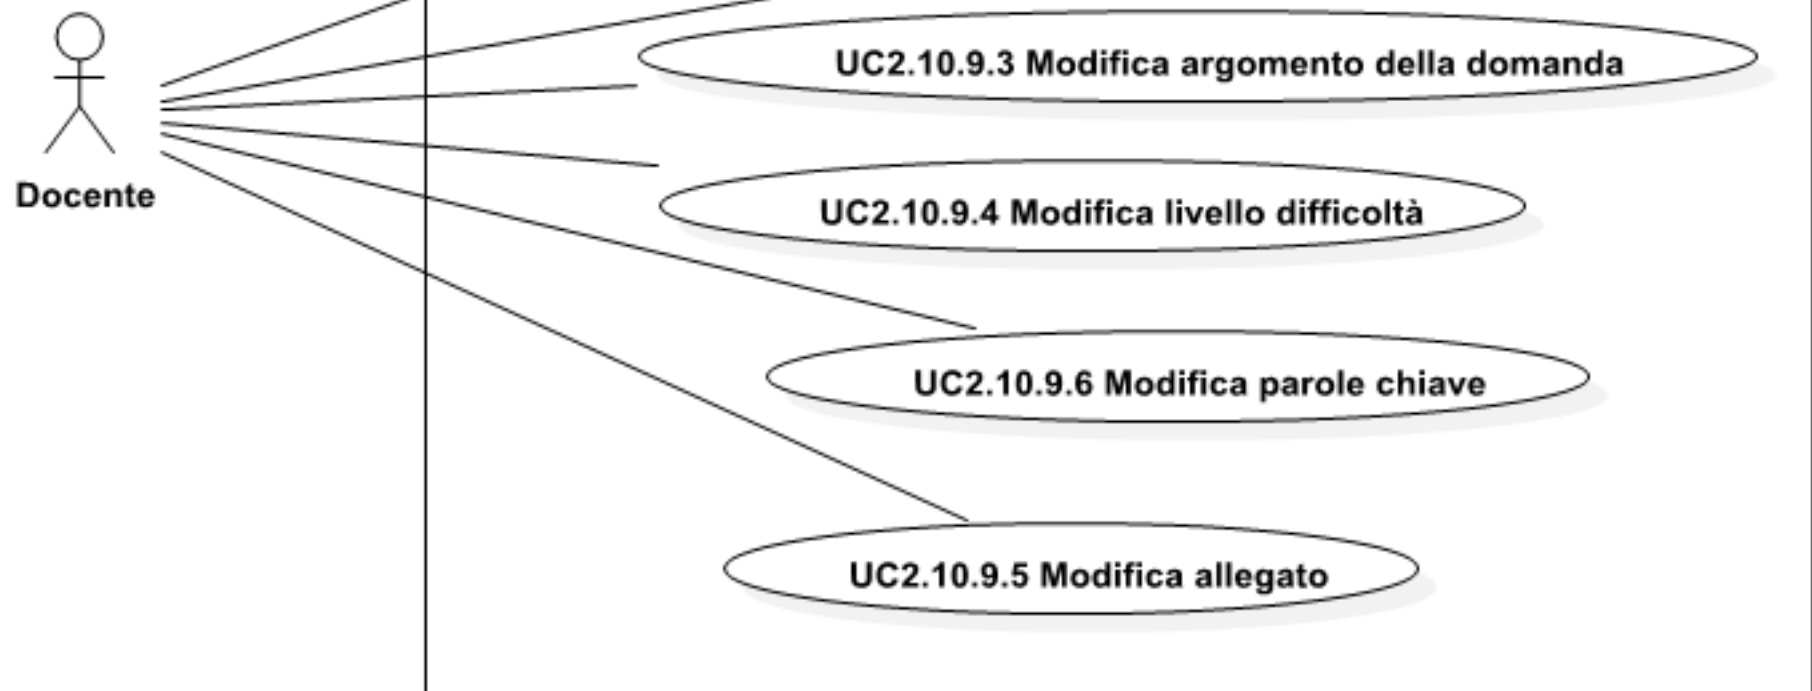 Docente
UC2.10.9.3 Modifica argomento della domanda
UC2.10.9.4 Modifica livello difficoltà
UC2.10.9.6 Modifica parole chiave
UC2.10.9.5 Modifica allegato